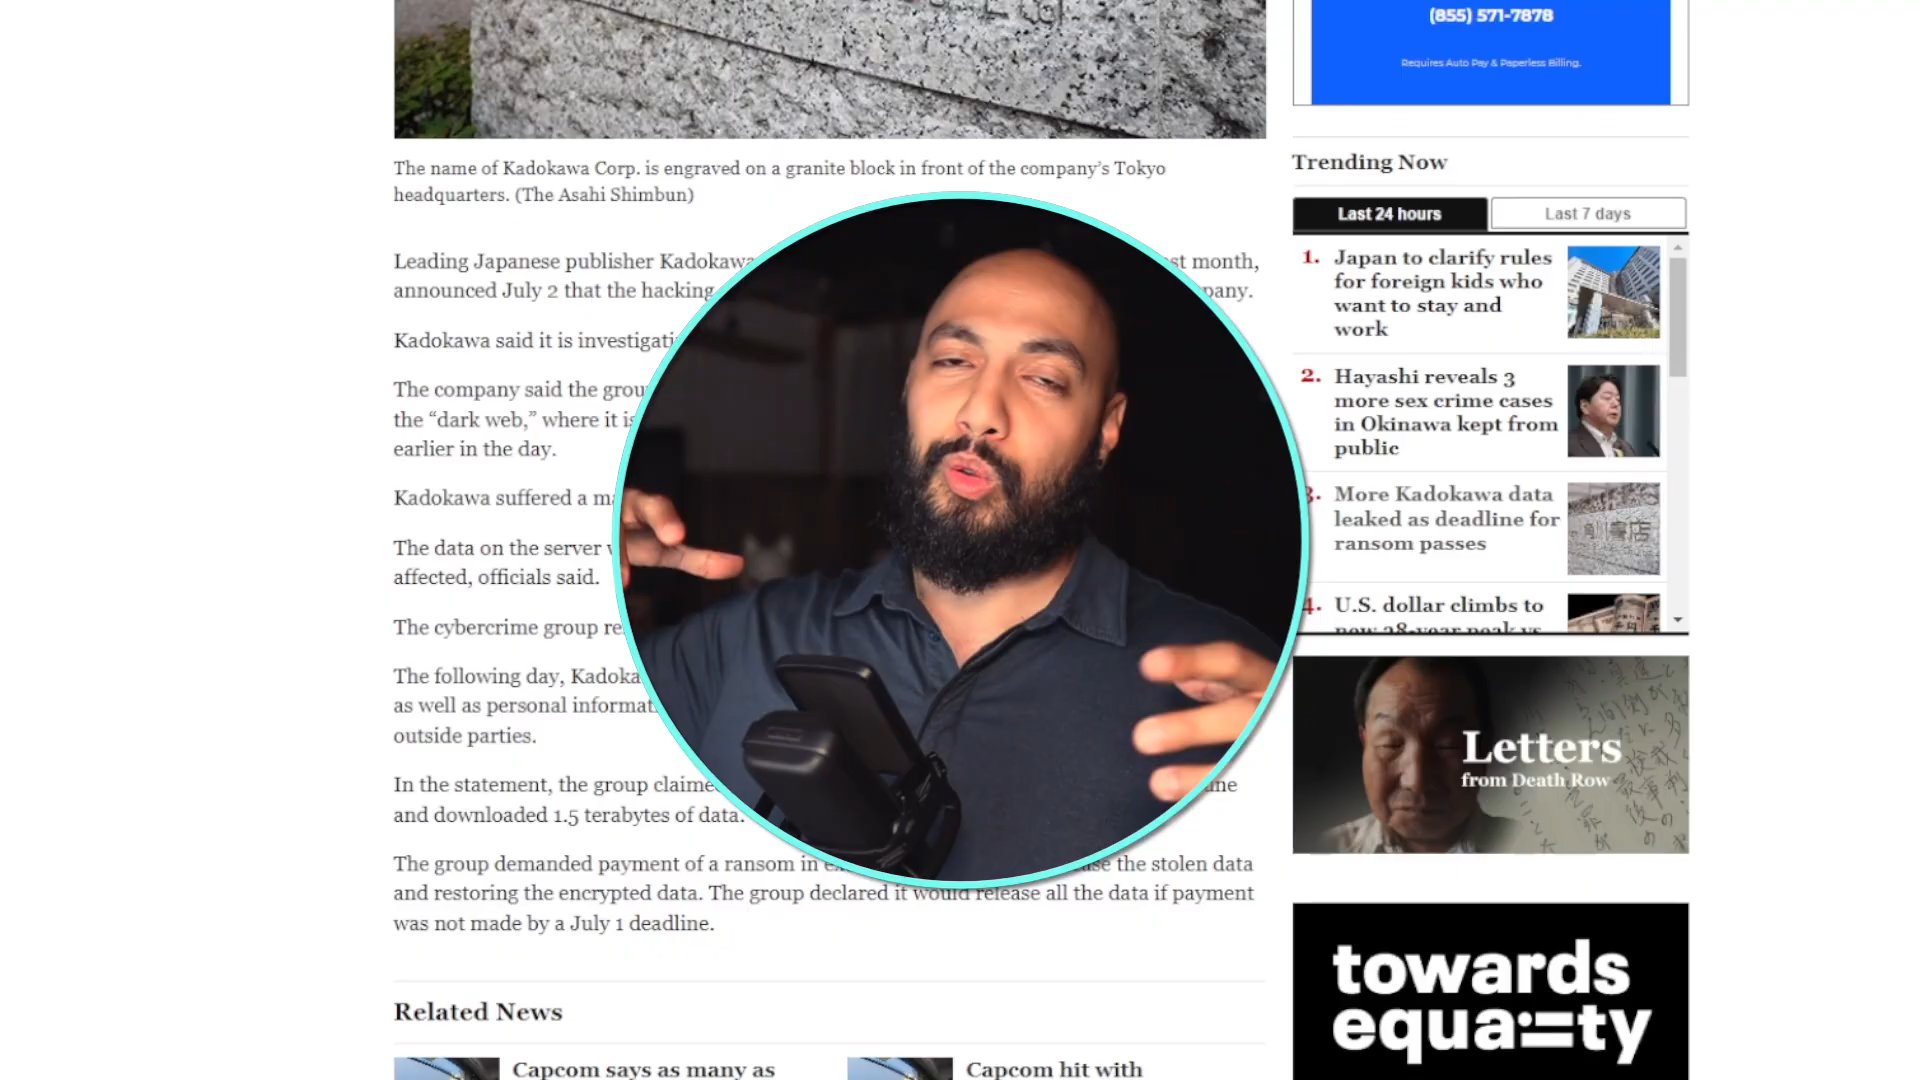 The name of Kadokawa Corp. is engraved on a granite block in front of the company's Tokyo
headquarters. (The Asahi Shimbun)
Leading Japanese publisher Kadokawa
st month,
announced July 2 that the hacking
pany.
Kadokawa said it is investigati
The company said the grou
the “dark web,” where it is
earlier in the day.
Kadokawa suffered a ma
The data on the server
affected, officials said.
The cybercrime group re
The following day, Kadoka
as well as personal informat
outside parties.
In the statement, the group claimed
and downloaded 1.5 terabytes of data.
The group demanded payment of a ransom in
the stolen data
and restoring the encrypted data. The group declared it would release all the data if payment
was not made by a July 1 deadline.
Related News
Capcom says as many as
Capcom hit with
(855) 571-7878
Requires Auto Pay & Paperless Billing.
Trending Now
Last 24 hours
Last 7 days
1. Japan to clarify rules
for foreign kids who
want to stay and
work
2. Hayashi reveals 3
more sex crime cases
in Okinawa kept from
public
3. More Kadokawa data
leaked as deadline for
ransom passes
4. U.S. dollar climbs to
new 38-year peak vs
Letters
from Death Row
towards
equality